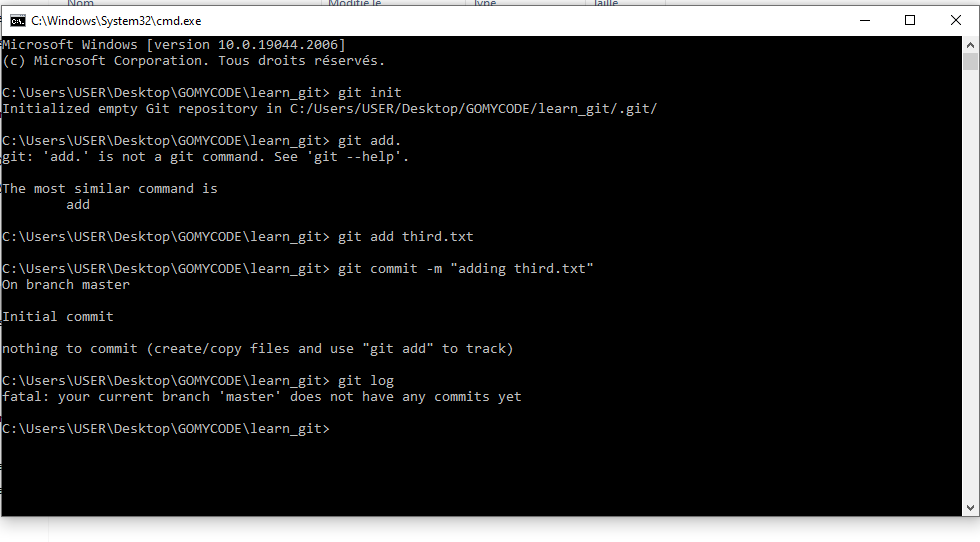 Nom Modifié le Type Taille
C:\Windows\System32\cmd.exe
Microsoft Windows [version 10.0.19044.2006]
(c) Microsoft Corporation. Tous droits réservés.
C:\Users\USER\Desktop\GOMYCODE\learn_git> git init
Initialized empty Git repository in C:/Users/USER/Desktop/GOMYCODE/learn_git/.git/
C:\Users\USER\Desktop\GOMYCODE\learn_git> git add.
git: 'add.' is not a git command. See 'git --help'.
The most similar command is
add
C:\Users\USER\Desktop\GOMYCODE\learn_git> git add third.txt
C:\Users\USER\Desktop\GOMYCODE\learn_git> git commit -m "adding third.txt"
On branch master
Initial commit
nothing to commit (create/copy files and use "git add" to track)
C:\Users\USER\Desktop\GOMYCODE\learn_git> git log
fatal: your current branch 'master' does not have any commits yet
C:\Users\USER\Desktop\GOMYCODE\learn_git>